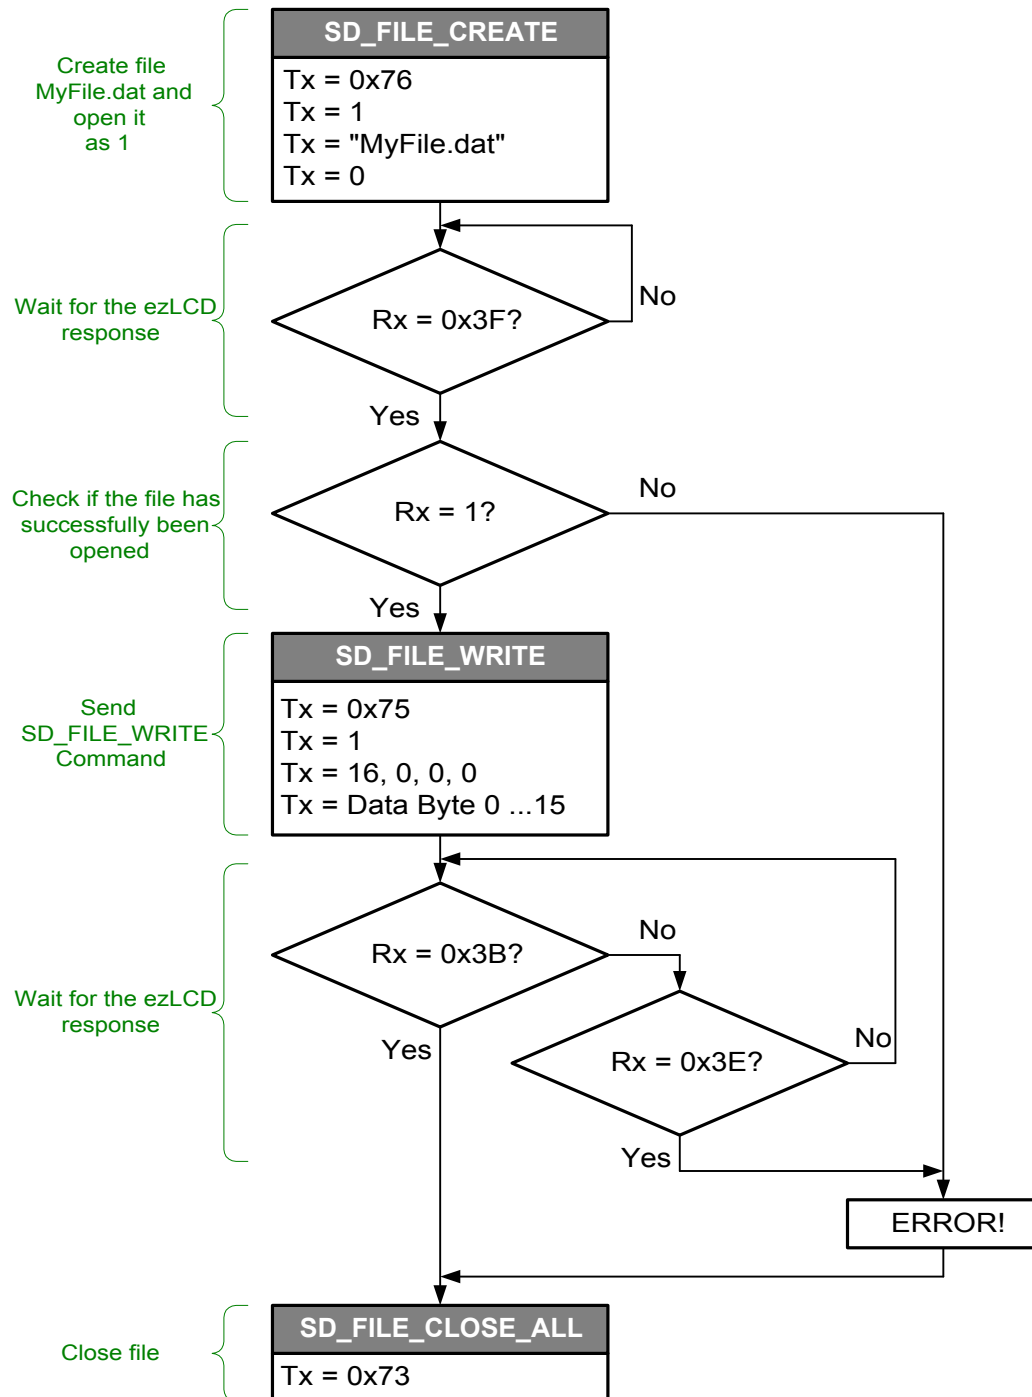 SD_FILE_CREATE
Create file
MyFile.dat and
open it
as 1
Tx = 0x76
Tx = 1
Tx = "MyFile.dat"
Tx = 0
Wait for the ezLCD
response
Rx = 0x3F?
No
Yes
Check if the file has
successfully been
opened
Rx = 1?
No
Yes
SD_FILE_WRITE
Send
SD_FILE_WRITE
Command
Tx = 0x75
Tx = 1
Tx = 16, 0, 0, 0
Tx = Data Byte 0 ...15
Wait for the ezLCD
response
Rx = 0x3B?
No
Yes
Rx = 0x3E?
No
Yes
ERROR!
SD_FILE_CLOSE_ALL
Close file
Tx = 0x73